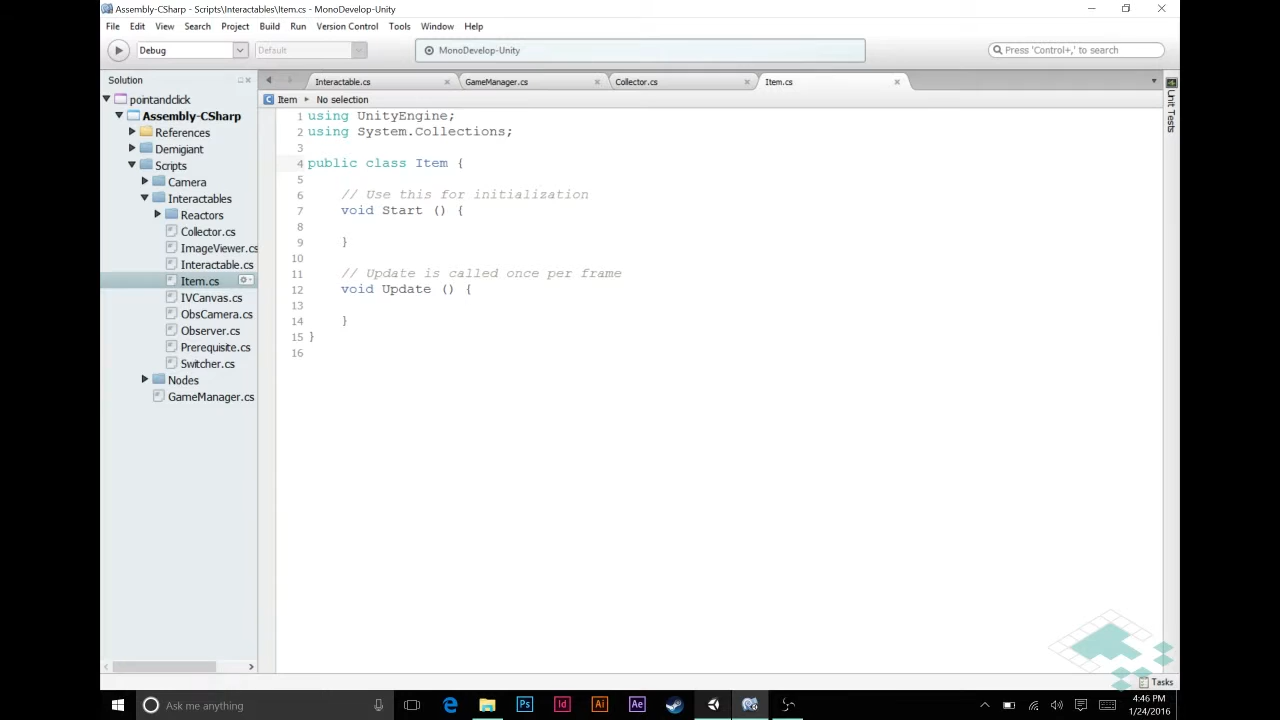 Assembly-CSharp - Scripts\Interactables\Item.cs - MonoDevelop-Unity
File Edit View Search Project Build Run Version Control Tools Window Help
Debug Default MonoDevelop-Unity Press 'Control+,' to search
Solution
pointandclick
Assembly-CSharp
References
Demigiant
Scripts
Camera
Interactables
Reactors
Collector.cs
ImageViewer.cs
Interactable.cs
Item.cs
IVCanvas.cs
ObsCamera.cs
Observer.cs
Prerequisite.cs
Switcher.cs
Nodes
GameManager.cs
Interactable.cs GameManager.cs Collector.cs Item.cs
Item No selection
1 using UnityEngine;
2 using System.Collections;
3
4 public class Item {
5
6 // Use this for initialization
7 void Start () {
8
9 }
10
11 // Update is called once per frame
12 void Update () {
13
14 }
15 }
16
Unit Tests
Tasks
Ask me anything
Ps Id Ai Ae
4:46 PM
1/24/2016